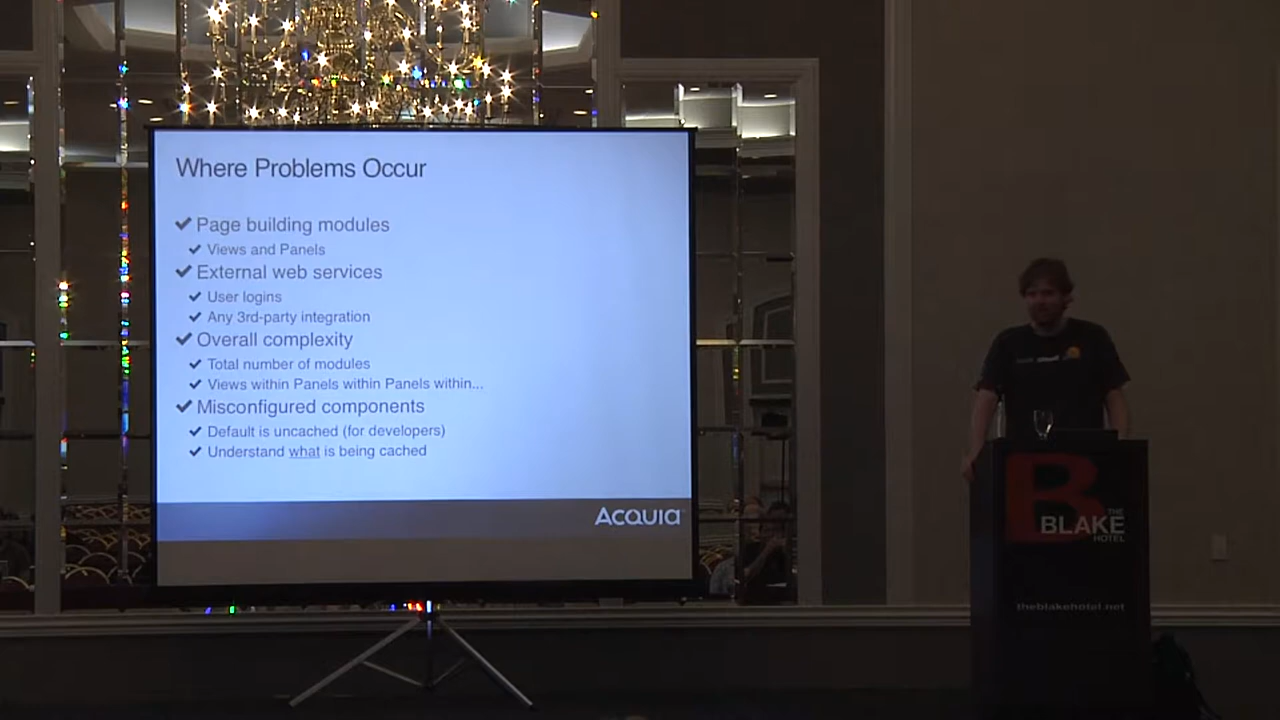 Where Problems Occur
Page building modules
Views and Panels
External web services
User logins
Any 3rd-party integration
Overall complexity
Total number of modules
Views within Panels within Panels within...
Misconfigured components
Default is uncached (for developers)
Understand what is being cached
Acquia
B
THE
BLAKE
HOTEL
theblakehotel.net